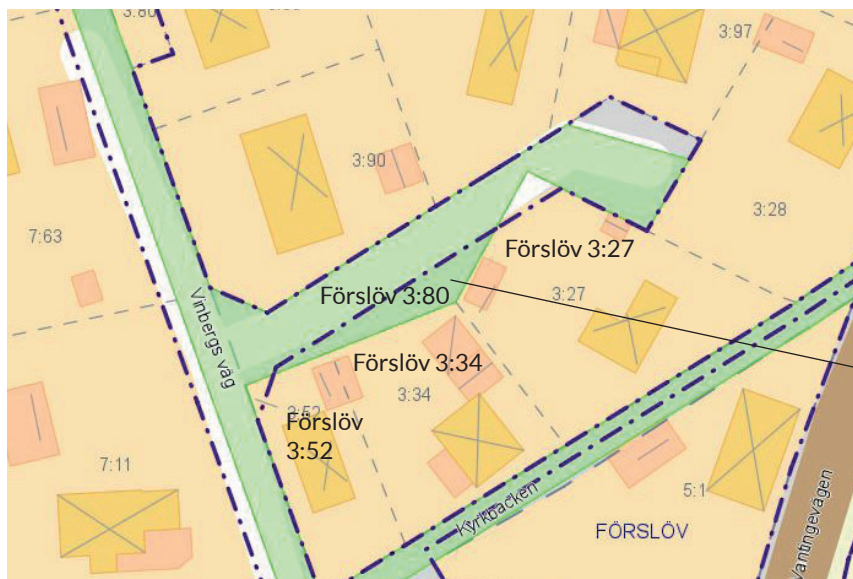 3:80
3:97
3:90
7:63
3:28
Förslöv 3:27
3:27
Förslöv 3:80
Vinbergs väg
Förslöv 3:34
3:34
3:52
Förslöv
3:52
7:11
Kyrkbacken
5:1
FÖRSLÖV
Vantingevägen